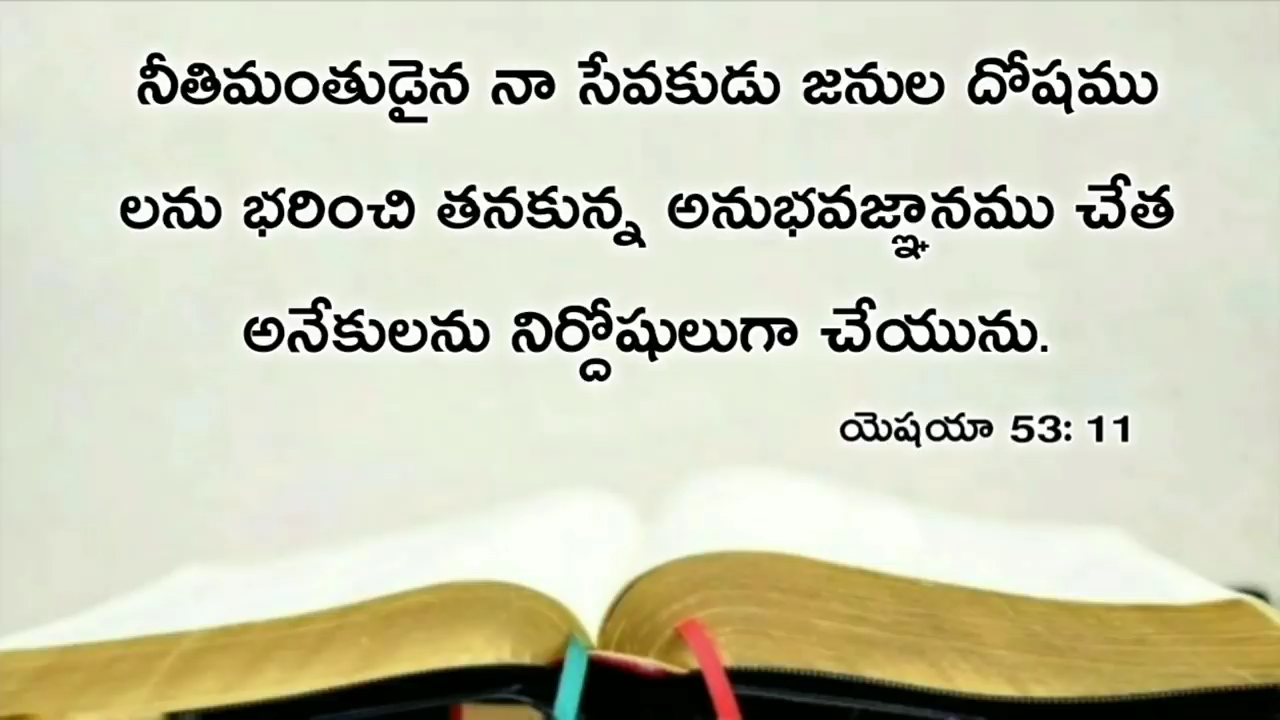 నీతిమంతుడైన నా సేవకుడు జనుల దోషము
లను భరించి తనకున్న అనుభవజ్ఞానము చేత
అనేకులను నిర్దోషులుగా చేయును.
యెషయా 53: 11